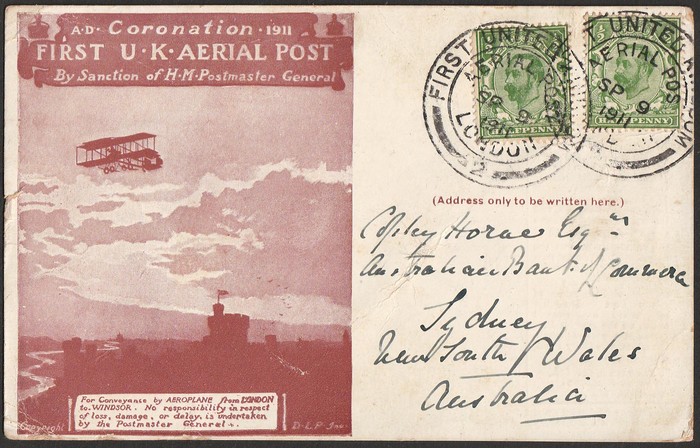 A.D. Coronation. 1911
FIRST U.K. AERIAL POST
By Sanction of H.M. Postmaster General
For Conveyance by AEROPLANE from LONDON
to WINDSOR. No responsibility in respect
of loss, damage, or delay, is undertaken
by the Postmaster General.
Copyright
FIRST UNITED
AERIAL POST
SP 9
1911
LONDON
2
HALFPENNY
UNITED KINGDOM
AERIAL POST
SP 9
1911
HALFPENNY
(Address only to be written here.)
Copley Horne Esq
Australian Bank of Commerce
Sydney
New South Wales
Australia